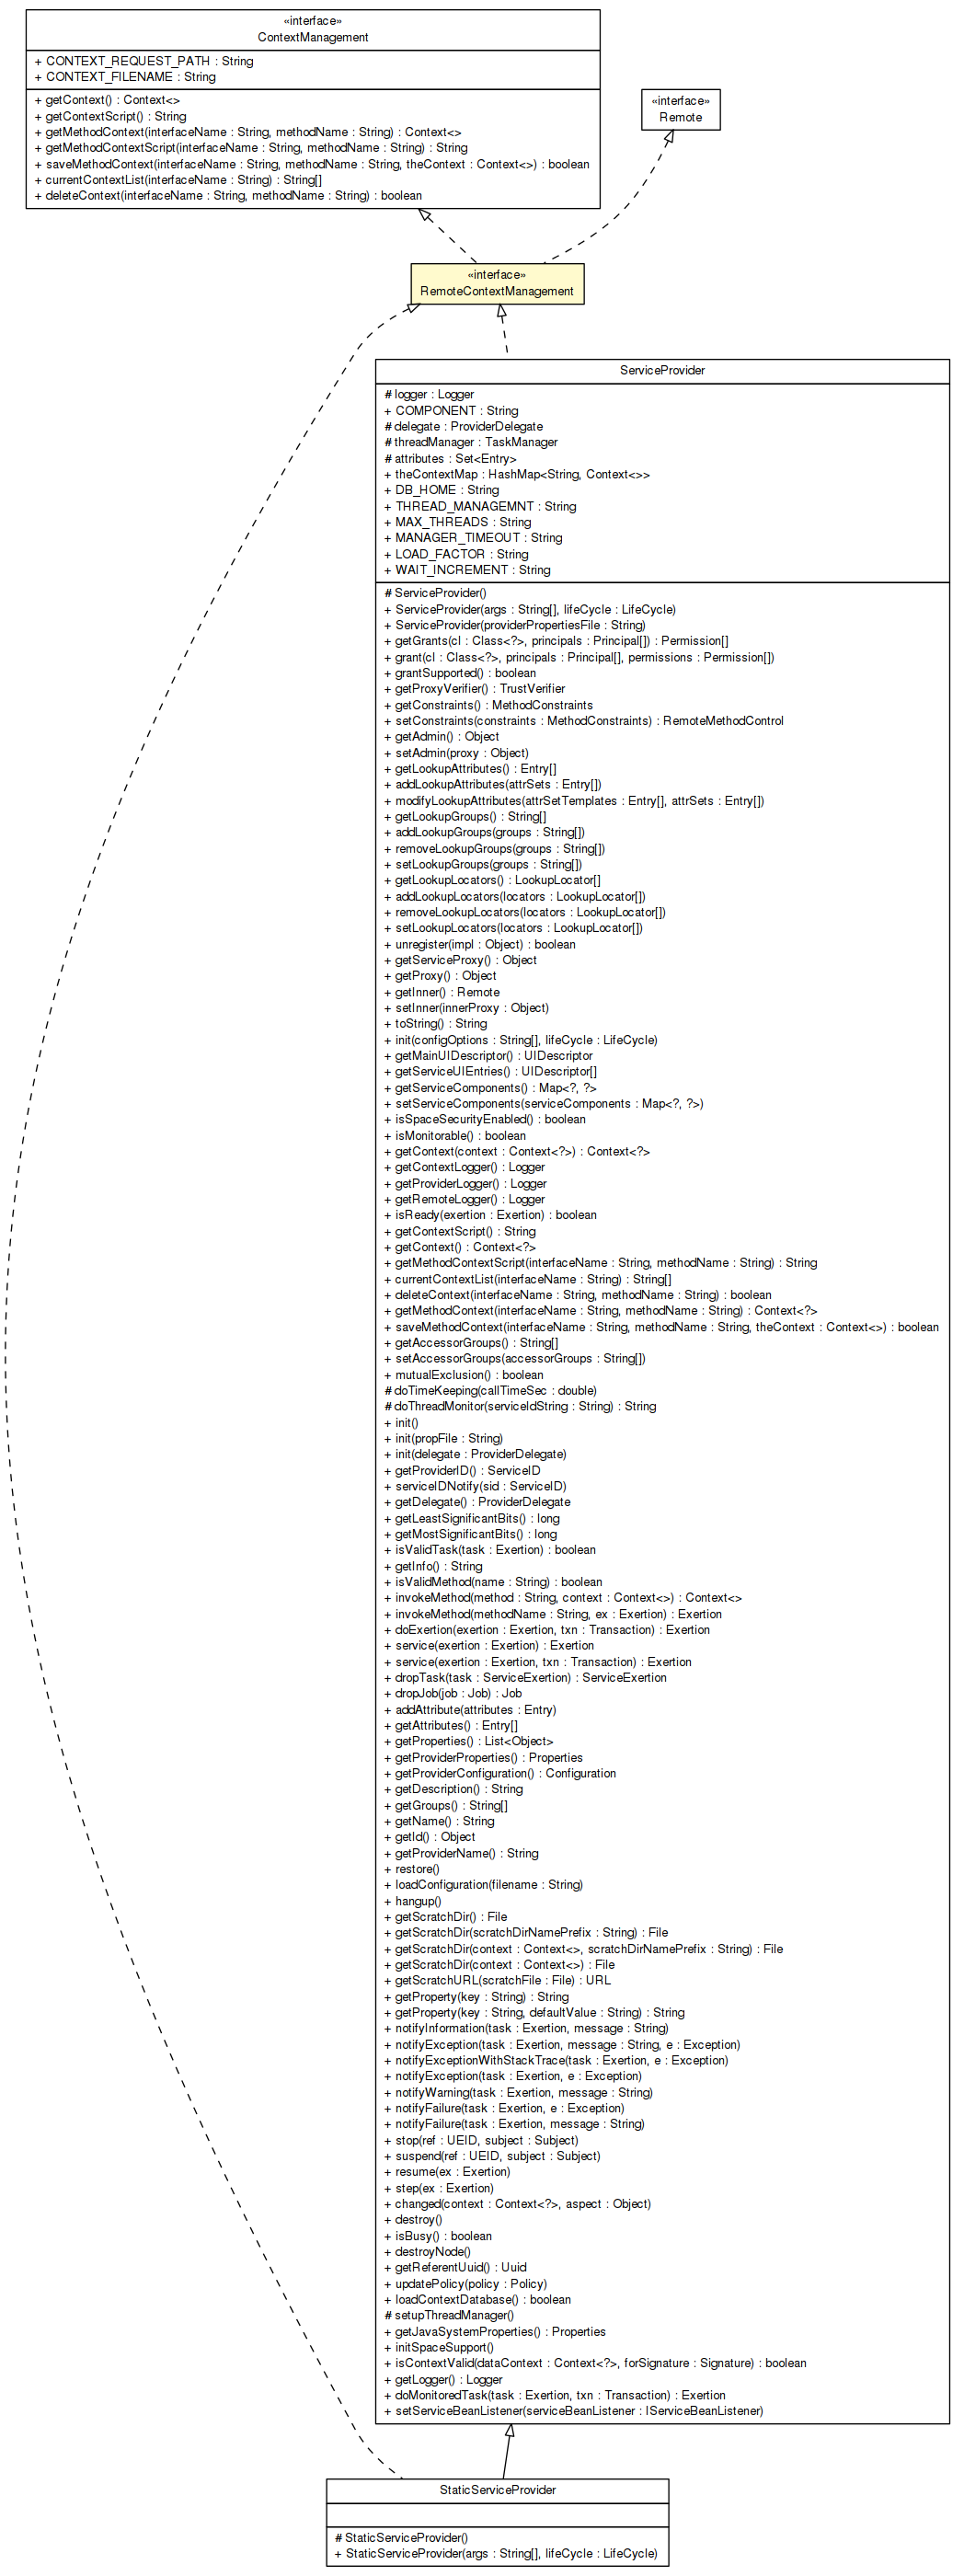 «interface»
ContextManagement
+ CONTEXT_REQUEST_PATH : String
+ CONTEXT_FILENAME : String
+ getContext() : Context<>
+ getContextScript() : String
+ getMethodContext(interfaceName : String, methodName : String) : Context<>
+ getMethodContextScript(interfaceName : String, methodName : String) : String
+ saveMethodContext(interfaceName : String, methodName : String, theContext : Context<>) : boolean
+ currentContextList(interfaceName : String) : String[]
+ deleteContext(interfaceName : String, methodName : String) : boolean
«interface»
Remote
«interface»
RemoteContextManagement
ServiceProvider
# logger : Logger
+ COMPONENT : String
# delegate : ProviderDelegate
# threadManager : TaskManager
# attributes : Set<Entry>
+ theContextMap : HashMap<String, Context<>>
+ DB_HOME : String
+ THREAD_MANAGEMNT : String
+ MAX_THREADS : String
+ MANAGER_TIMEOUT : String
+ LOAD_FACTOR : String
+ WAIT_INCREMENT : String
# ServiceProvider()
+ ServiceProvider(args : String[], lifeCycle : LifeCycle)
+ ServiceProvider(providerPropertiesFile : String)
+ getGrants(cl : Class<?>, principals : Principal[]) : Permission[]
+ grant(cl : Class<?>, principals : Principal[], permissions : Permission[])
+ grantSupported() : boolean
+ getProxyVerifier() : TrustVerifier
+ getConstraints() : MethodConstraints
+ setConstraints(constraints : MethodConstraints) : RemoteMethodControl
+ getAdmin() : Object
+ setAdmin(proxy : Object)
+ getLookupAttributes() : Entry[]
+ addLookupAttributes(attrSets : Entry[])
+ modifyLookupAttributes(attrSetTemplates : Entry[], attrSets : Entry[])
+ getLookupGroups() : String[]
+ addLookupGroups(groups : String[])
+ removeLookupGroups(groups : String[])
+ setLookupGroups(groups : String[])
+ getLookupLocators() : LookupLocator[]
+ addLookupLocators(locators : LookupLocator[])
+ removeLookupLocators(locators : LookupLocator[])
+ setLookupLocators(locators : LookupLocator[])
+ unregister(impl : Object) : boolean
+ getServiceProxy() : Object
+ getProxy() : Object
+ getInner() : Remote
+ setInner(innerProxy : Object)
+ toString() : String
+ init(configOptions : String[], lifeCycle : LifeCycle)
+ getMainUIDescriptor() : UIDescriptor
+ getServiceUIEntries() : UIDescriptor[]
+ getServiceComponents() : Map<?, ?>
+ setServiceComponents(serviceComponents : Map<?, ?>)
+ isSpaceSecurityEnabled() : boolean
+ isMonitorable() : boolean
+ getContext(context : Context<?>) : Context<?>
+ getContextLogger() : Logger
+ getProviderLogger() : Logger
+ getRemoteLogger() : Logger
+ isReady(exertion : Exertion) : boolean
+ getContextScript() : String
+ getContext() : Context<?>
+ getMethodContextScript(interfaceName : String, methodName : String) : String
+ currentContextList(interfaceName : String) : String[]
+ deleteContext(interfaceName : String, methodName : String) : boolean
+ getMethodContext(interfaceName : String, methodName : String) : Context<?>
+ saveMethodContext(interfaceName : String, methodName : String, theContext : Context<>) : boolean
+ getAccessorGroups() : String[]
+ setAccessorGroups(accessorGroups : String[])
+ mutualExclusion() : boolean
# doTimeKeeping(callTimeSec : double)
# doThreadMonitor(serviceIdString : String) : String
+ init()
+ init(propFile : String)
+ init(delegate : ProviderDelegate)
+ getProviderID() : ServiceID
+ serviceIDNotify(sid : ServiceID)
+ getDelegate() : ProviderDelegate
+ getLeastSignificantBits() : long
+ getMostSignificantBits() : long
+ isValidTask(task : Exertion) : boolean
+ getInfo() : String
+ isValidMethod(name : String) : boolean
+ invokeMethod(method : String, context : Context<>) : Context<>
+ invokeMethod(methodName : String, ex : Exertion) : Exertion
+ doExertion(exertion : Exertion, txn : Transaction) : Exertion
+ service(exertion : Exertion) : Exertion
+ service(exertion : Exertion, txn : Transaction) : Exertion
+ dropTask(task : ServiceExertion) : ServiceExertion
+ dropJob(job : Job) : Job
+ addAttribute(attributes : Entry)
+ getAttributes() : Entry[]
+ getProperties() : List<Object>
+ getProviderProperties() : Properties
+ getProviderConfiguration() : Configuration
+ getDescription() : String
+ getGroups() : String[]
+ getName() : String
+ getId() : Object
+ getProviderName() : String
+ restore()
+ loadConfiguration(filename : String)
+ hangup()
+ getScratchDir() : File
+ getScratchDir(scratchDirNamePrefix : String) : File
+ getScratchDir(context : Context<>, scratchDirNamePrefix : String) : File
+ getScratchDir(context : Context<>) : File
+ getScratchURL(scratchFile : File) : URL
+ getProperty(key : String) : String
+ getProperty(key : String, defaultValue : String) : String
+ notifyInformation(task : Exertion, message : String)
+ notifyException(task : Exertion, message : String, e : Exception)
+ notifyExceptionWithStackTrace(task : Exertion, e : Exception)
+ notifyException(task : Exertion, e : Exception)
+ notifyWarning(task : Exertion, message : String)
+ notifyFailure(task : Exertion, e : Exception)
+ notifyFailure(task : Exertion, message : String)
+ stop(ref : UEID, subject : Subject)
+ suspend(ref : UEID, subject : Subject)
+ resume(ex : Exertion)
+ step(ex : Exertion)
+ changed(context : Context<?>, aspect : Object)
+ destroy()
+ isBusy() : boolean
+ destroyNode()
+ getReferentUuid() : Uuid
+ updatePolicy(policy : Policy)
+ loadContextDatabase() : boolean
# setupThreadManager()
+ getJavaSystemProperties() : Properties
+ initSpaceSupport()
+ isContextValid(dataContext : Context<?>, forSignature : Signature) : boolean
+ getLogger() : Logger
+ doMonitoredTask(task : Exertion, txn : Transaction) : Exertion
+ setServiceBeanListener(serviceBeanListener : IServiceBeanListener)
StaticServiceProvider
# StaticServiceProvider()
+ StaticServiceProvider(args : String[], lifeCycle : LifeCycle)